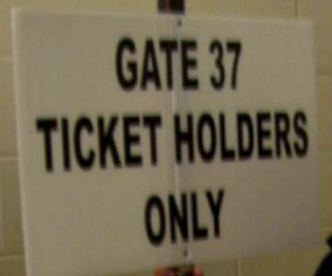 GATE 37
TICKET HOLDERS
ONLY